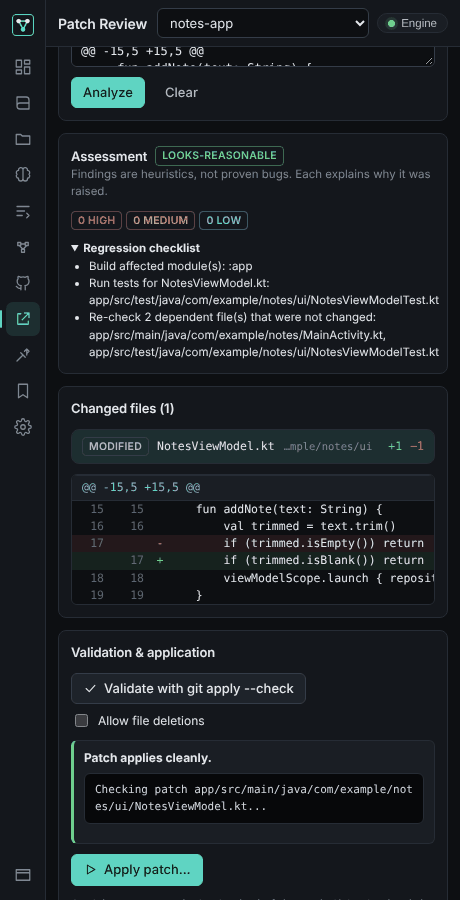 Patch Review
notes-app
Engine
@@ -15,5 +15,5 @@
fun addNote(text: String) {
Analyze
Clear
Assessment
LOOKS-REASONABLE
Findings are heuristics, not proven bugs. Each explains why it was
raised.
0 HIGH
0 MEDIUM
0 LOW
▼ Regression checklist
• Build affected module(s): :app
• Run tests for NotesViewModel.kt:
app/src/test/java/com/example/notes/ui/NotesViewModelTest.kt
• Re-check 2 dependent file(s) that were not changed:
app/src/main/java/com/example/notes/MainActivity.kt,
app/src/test/java/com/example/notes/ui/NotesViewModelTest.kt
Changed files (1)
MODIFIED NotesViewModel.kt …mple/notes/ui +1 −1
@@ -15,5 +15,5 @@
15 15 fun addNote(text: String) {
16 16 val trimmed = text.trim()
17 - if (trimmed.isEmpty()) return
17 + if (trimmed.isBlank()) return
18 18 viewModelScope.launch { reposit
19 19 }
Validation & application
Validate with git apply --check
Allow file deletions
Patch applies cleanly.
Checking patch app/src/main/java/com/example/not
es/ui/NotesViewModel.kt...
Apply patch…